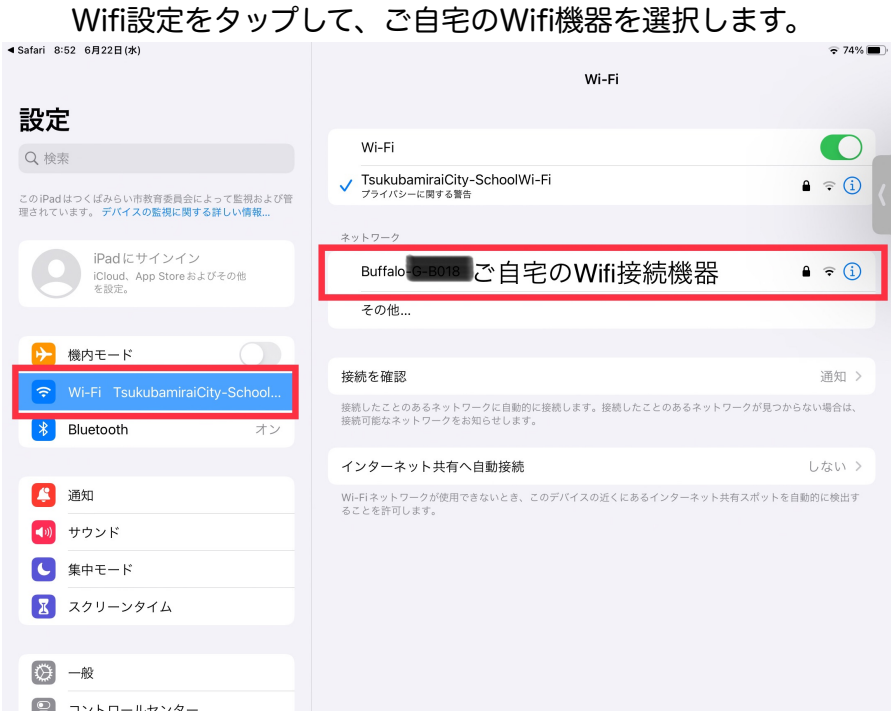 Wifi設定をタップして、ご自宅のWifi機器を選択します。
◀ Safari 8:52 6月22日(水)
74%
Wi-Fi
設定
検索
このiPadはつくばみらい市教育委員会によって監視および管
理されています。デバイスの監視に関する詳しい情報...
iPadにサインイン
iCloud、App Storeおよびその他
を設定。
機内モード
Wi-Fi TsukubamiraiCity-School...
Bluetooth オン
通知
サウンド
集中モード
スクリーンタイム
一般
コントロールセンター
Wi-Fi
TsukubamiraiCity-SchoolWi-Fi
プライバシーに関する警告
ネットワーク
Buffalo-G-B018 ご自宅のWifi接続機器
その他...
接続を確認 通知
接続したことのあるネットワークに自動的に接続します。接続したことのあるネットワークが見つからない場合は、
接続可能なネットワークをお知らせします。
インターネット共有へ自動接続 しない
Wi-Fiネットワークが使用できないとき、このデバイスの近くにあるインターネット共有スポットを自動的に検出す
ることを許可します。